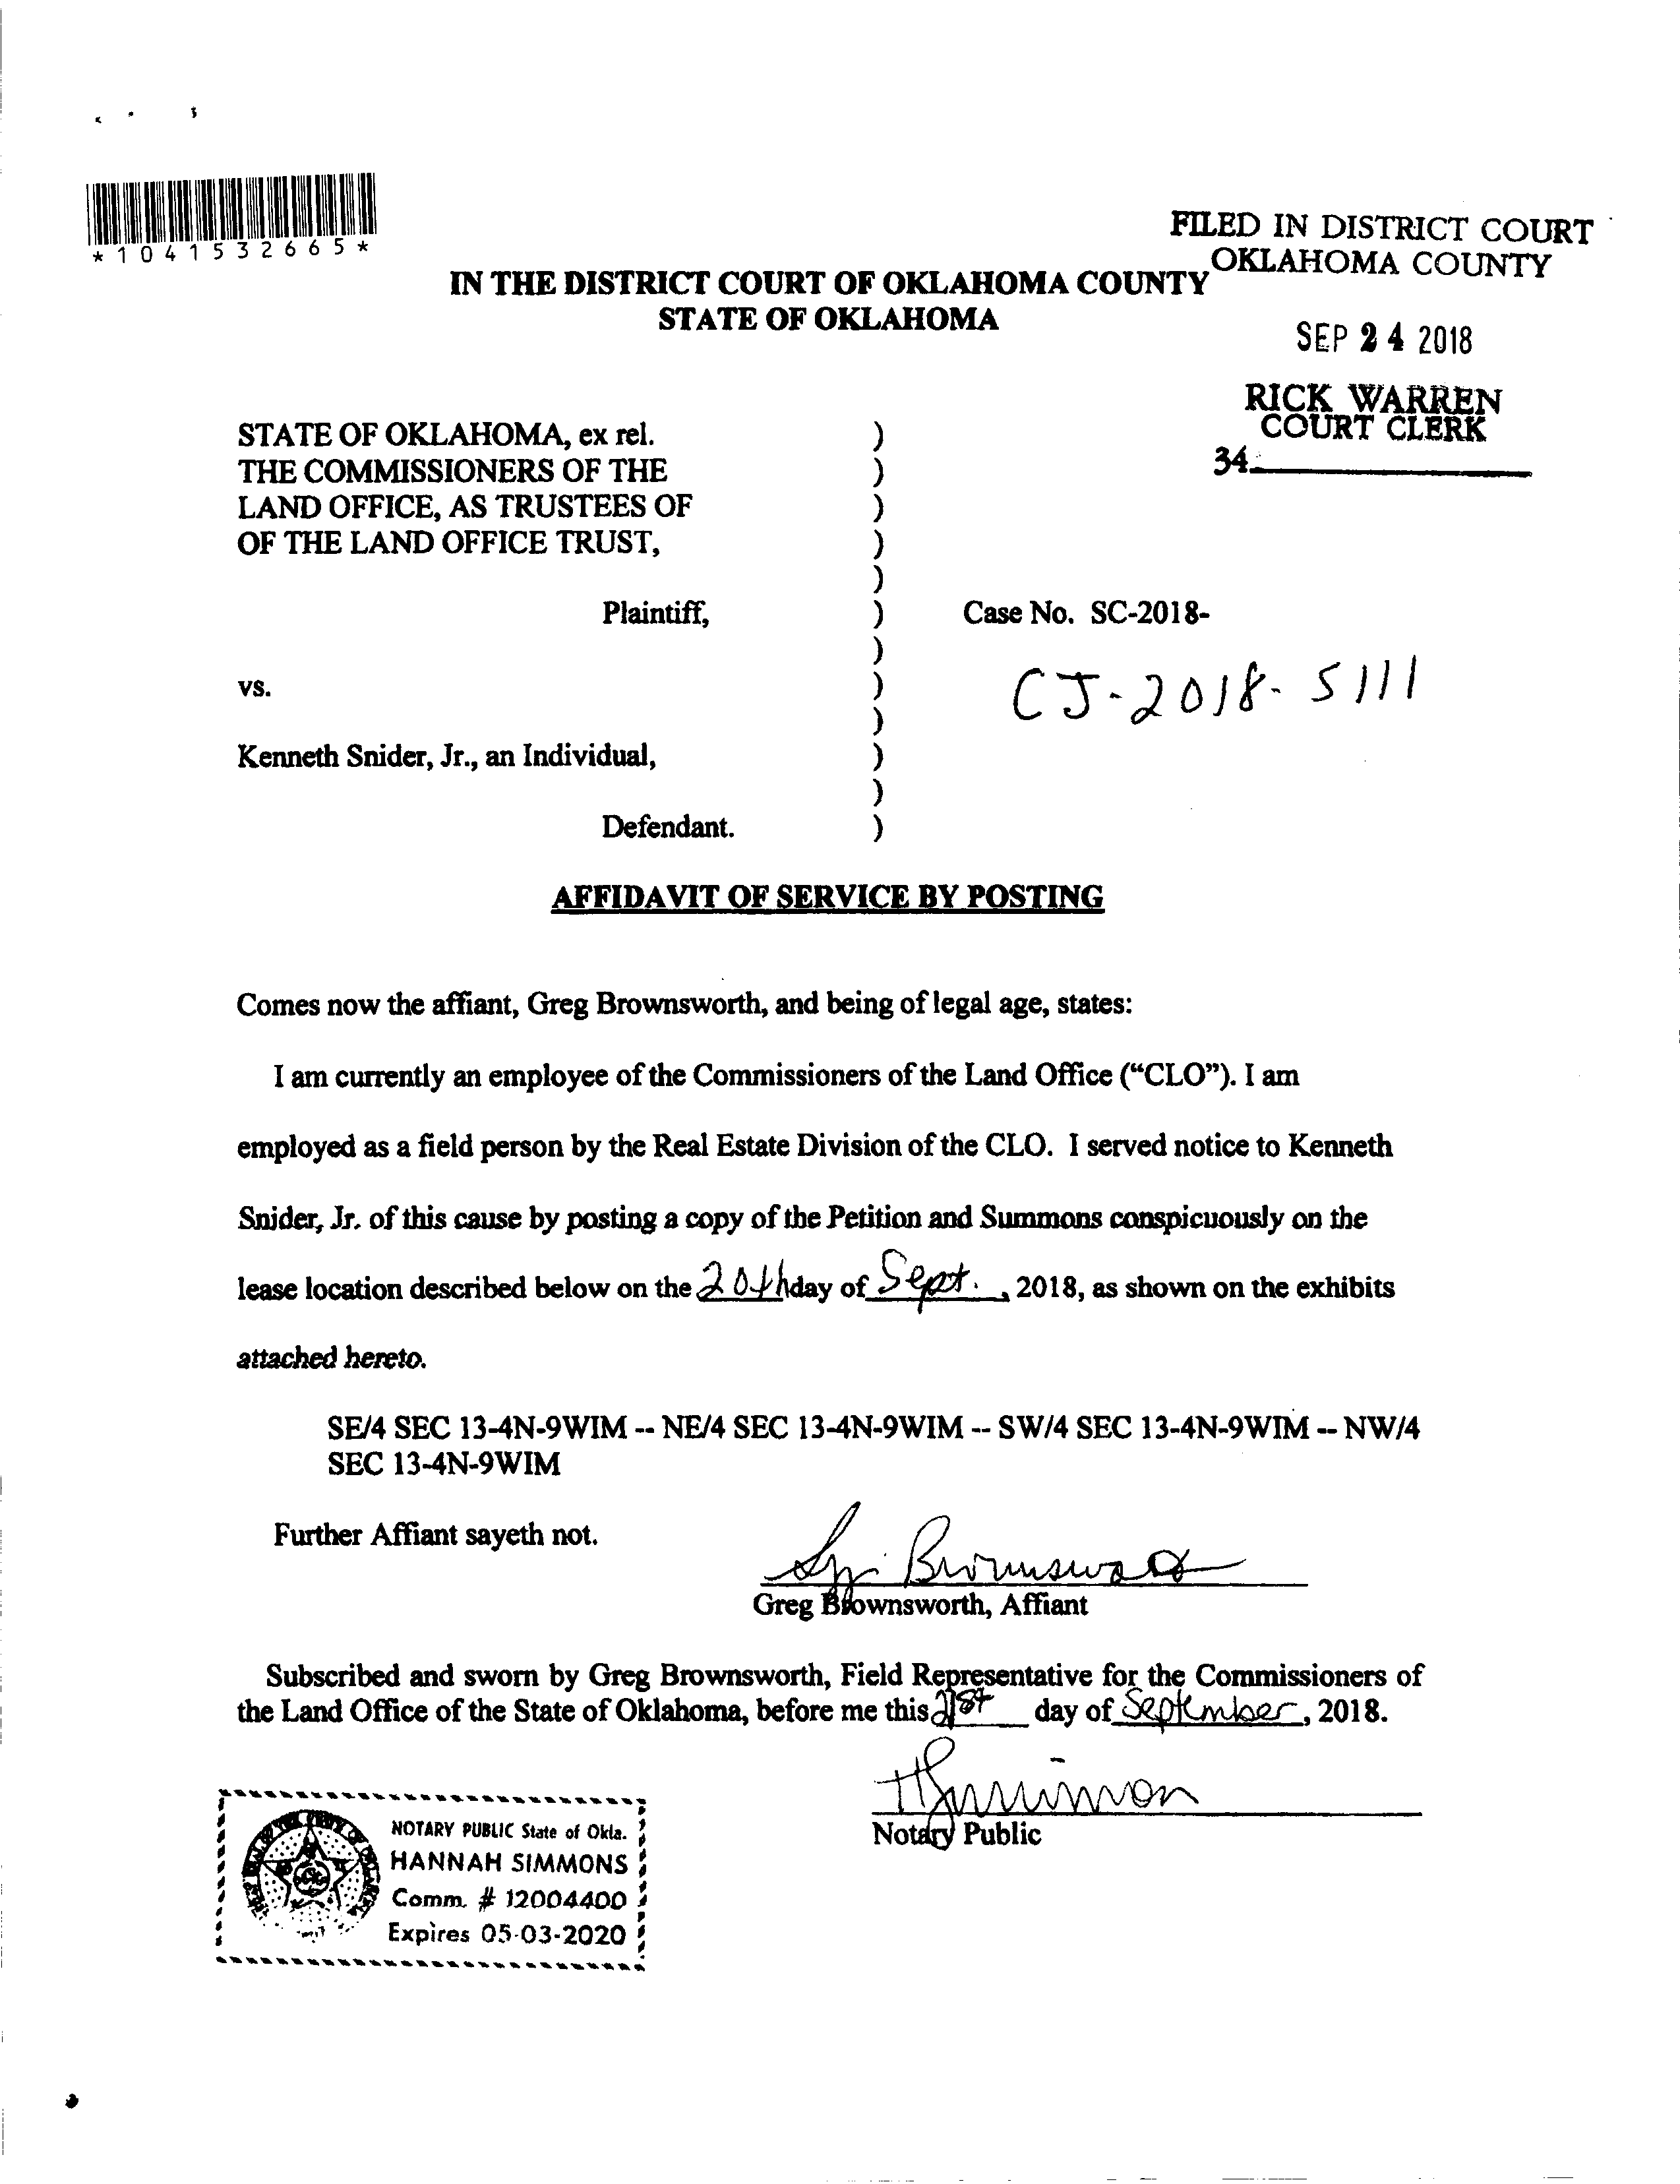 *1041532665*
FILED IN DISTRICT COURT
OKLAHOMA COUNTY
IN THE DISTRICT COURT OF OKLAHOMA COUNTY
STATE OF OKLAHOMA
SEP 24 2018
RICK WARREN
COURT CLERK
34
STATE OF OKLAHOMA, ex rel. )
THE COMMISSIONERS OF THE )
LAND OFFICE, AS TRUSTEES OF )
OF THE LAND OFFICE TRUST, )
)
Plaintiff, ) Case No. SC-2018-
)
vs. ) CJ-2018-5111
)
Kenneth Snider, Jr., an Individual, )
)
Defendant. )
AFFIDAVIT OF SERVICE BY POSTING
Comes now the affiant, Greg Brownsworth, and being of legal age, states:
I am currently an employee of the Commissioners of the Land Office (“CLO”). I am
employed as a field person by the Real Estate Division of the CLO. I served notice to Kenneth
Snider, Jr. of this cause by posting a copy of the Petition and Summons conspicuously on the
lease location described below on the 20th day of Sept. , 2018, as shown on the exhibits
attached hereto.
SE/4 SEC 13-4N-9WIM -- NE/4 SEC 13-4N-9WIM -- SW/4 SEC 13-4N-9WIM -- NW/4
SEC 13-4N-9WIM
Further Affiant sayeth not.
Greg Brownsworth, Affiant
Subscribed and sworn by Greg Brownsworth, Field Representative for the Commissioners of
the Land Office of the State of Oklahoma, before me this 21st day of September, 2018.
Notary Public
NOTARY PUBLIC State of Okla.
HANNAH SIMMONS
Comm. # 12004400
Expires 05-03-2020